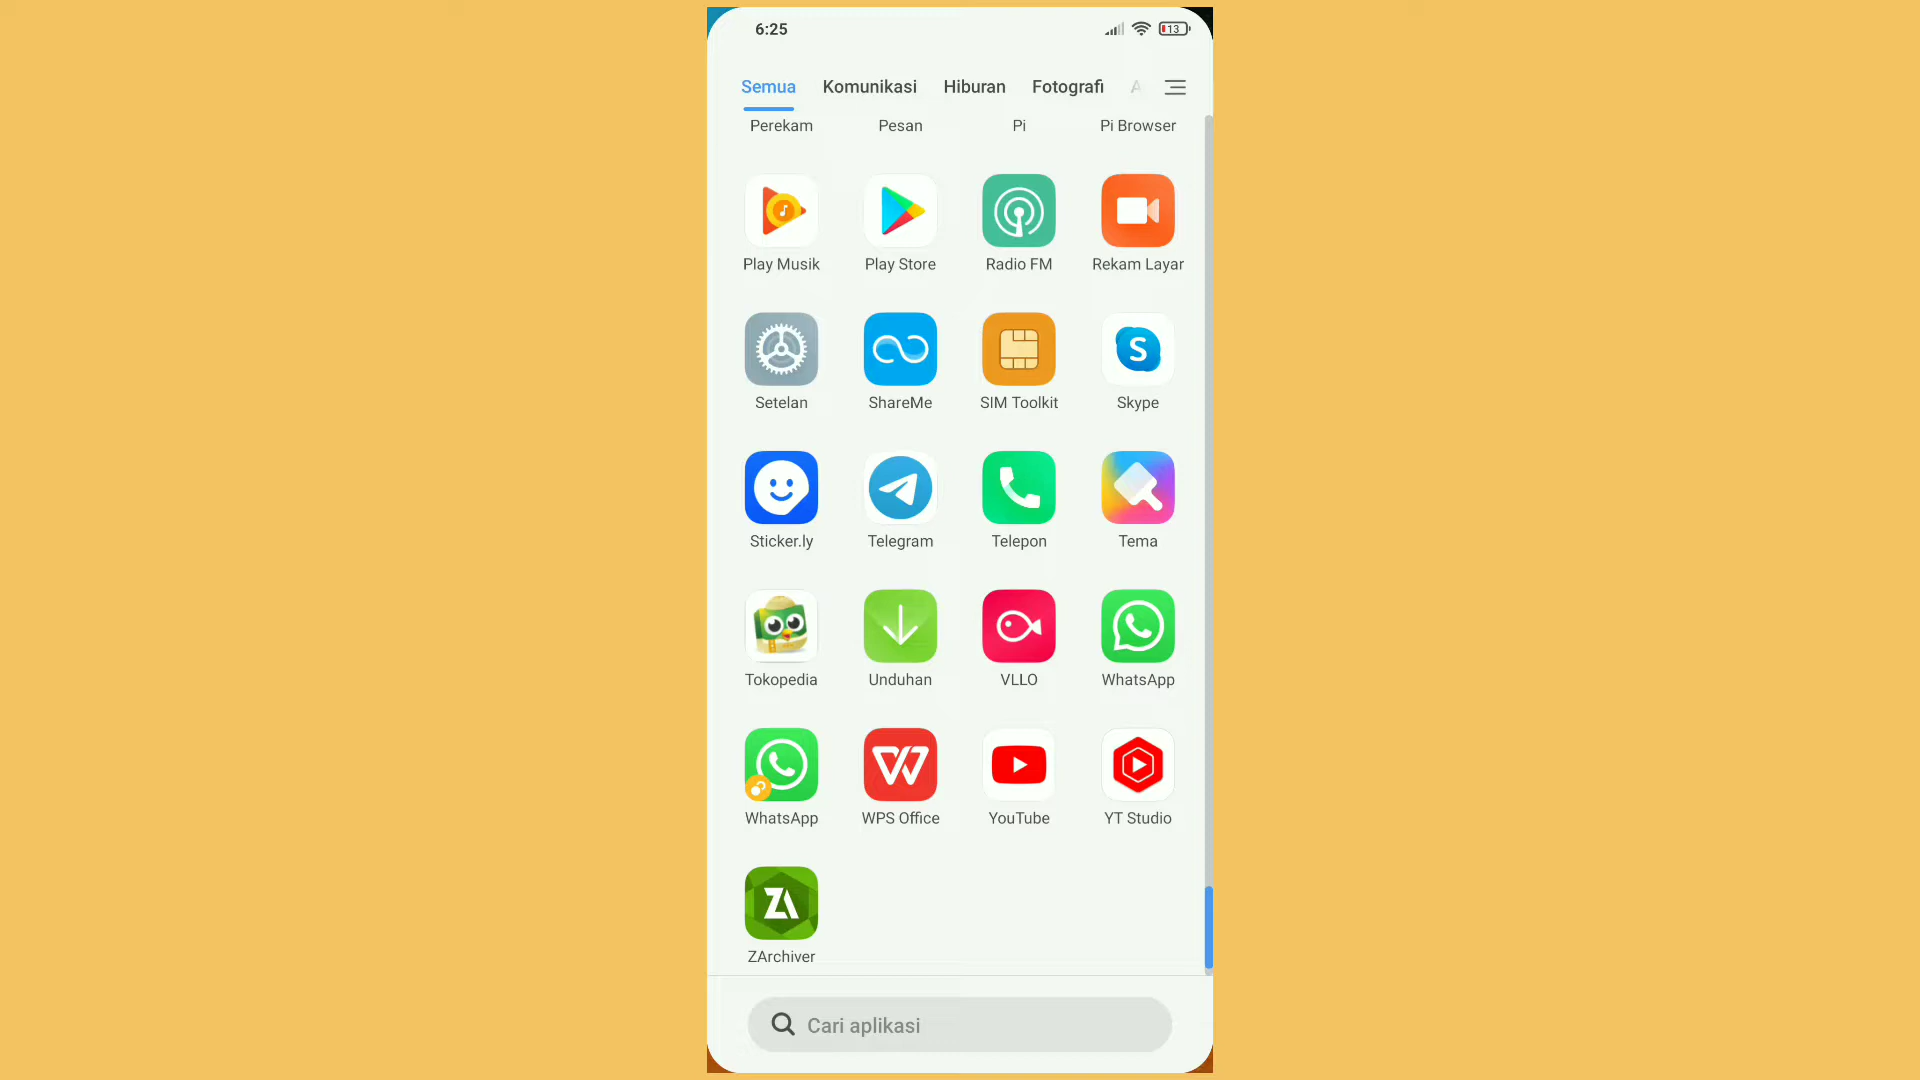 6:25
13
Semua Komunikasi Hiburan Fotografi A
Perekam Pesan Pi Pi Browser
Play Musik Play Store Radio FM Rekam Layar
S
Setelan ShareMe SIM Toolkit Skype
Sticker.ly Telegram Telepon Tema
Tokopedia Unduhan VLLO WhatsApp
W
WhatsApp WPS Office YouTube YT Studio
ZA
ZArchiver
Cari aplikasi